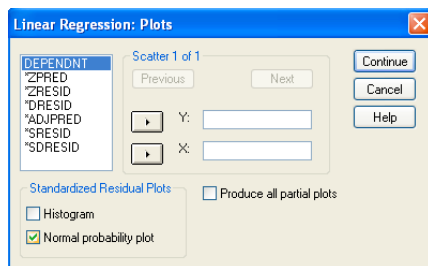 Linear Regression: Plots
DEPENDNT
*ZPRED
*ZRESID
*DRESID
*ADJPRED
*SRESID
*SDRESID
Scatter 1 of 1
Previous
Next
Y:
X:
Continue
Cancel
Help
Standardized Residual Plots
Histogram
Normal probability plot
Produce all partial plots